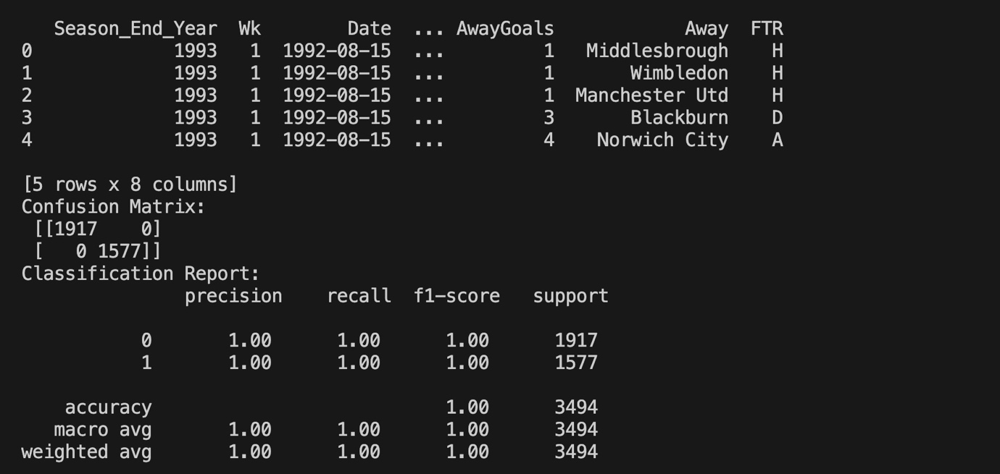 Season_End_Year  Wk        Date  ... AwayGoals            Away  FTR
0             1993   1  1992-08-15  ...         1   Middlesbrough    H
1             1993   1  1992-08-15  ...         1       Wimbledon    H
2             1993   1  1992-08-15  ...         1  Manchester Utd    H
3             1993   1  1992-08-15  ...         3       Blackburn    D
4             1993   1  1992-08-15  ...         4    Norwich City    A
[5 rows x 8 columns]
Confusion Matrix:
[[1917    0]
[   0 1577]]
Classification Report:
precision    recall  f1-score   support
0       1.00      1.00      1.00      1917
1       1.00      1.00      1.00      1577
accuracy                           1.00      3494
macro avg       1.00      1.00      1.00      3494
weighted avg       1.00      1.00      1.00      3494